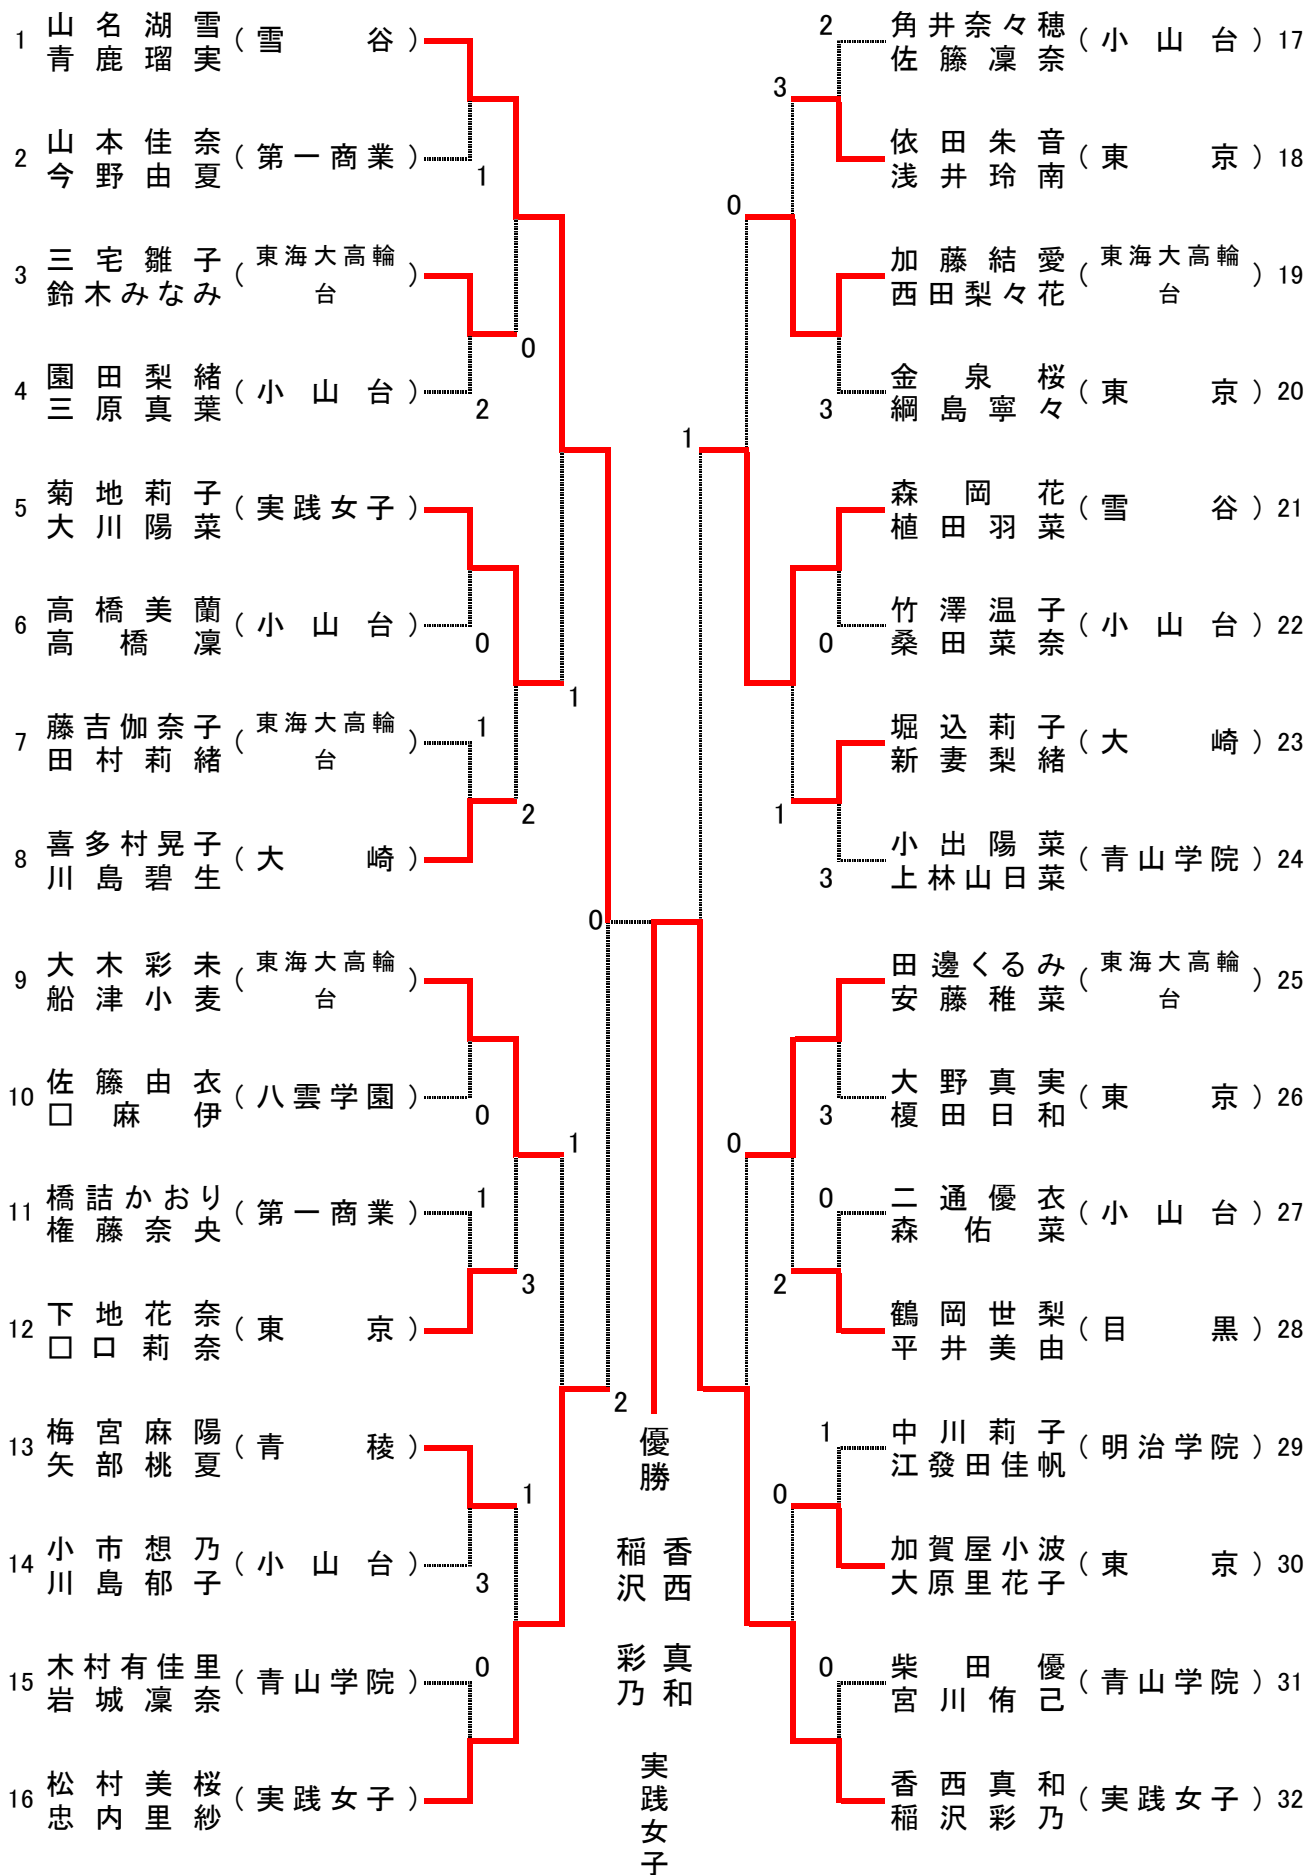 1 山名湖雪 (雪谷)
青鹿瑠実
2 山本佳奈 (第一商業)
今野由夏
1
3 三宅雛子 (東海大高輪台)
鈴木みなみ
0
4 園田梨緒 (小山台)
三原真葉
2
5 菊地莉子 (実践女子)
大川陽菜
6 高橋美蘭 (小山台)
高橋凜
0
1
7 藤吉伽奈子 (東海大高輪台)
田村莉緒
1
2
8 喜多村晃子 (大崎)
川島碧生
0
9 大木彩未 (東海大高輪台)
船津小麦
10 佐籐由衣 (八雲学園)
口麻伊
0
1
11 橋詰かおり (第一商業)
権藤奈央
1
3
12 下地花奈 (東京)
口口莉奈
2
13 梅宮麻陽 (青稜)
矢部桃夏
1
14 小市想乃 (小山台)
川島郁子
3
15 木村有佳里 (青山学院)
岩城凜奈
0
16 松村美桜 (実践女子)
忠内里紗
優勝
香西真和
稲沢彩乃
実践女子
2
角井奈々穂 (小山台) 17
佐籐凜奈
3
依田朱音 (東京) 18
浅井玲南
0
加藤結愛 (東海大高輪台) 19
西田梨々花
金泉桜 (東京) 20
綱島寧々
3
1
森岡花 (雪谷) 21
植田羽菜
竹澤温子 (小山台) 22
桑田菜奈
0
堀込莉子 (大崎) 23
新妻梨緒
1
小出陽菜 (青山学院) 24
上林山日菜
3
田邊くるみ (東海大高輪台) 25
安藤稚菜
大野真実 (東京) 26
榎田日和
3
0
二通優衣 (小山台) 27
森佑菜
0
2
鶴岡世梨 (目黒) 28
平井美由
中川莉子 (明治学院) 29
江發田佳帆
1
0
加賀屋小波 (東京) 30
大原里花子
柴田優 (青山学院) 31
宮川侑己
0
香西真和 (実践女子) 32
稲沢彩乃